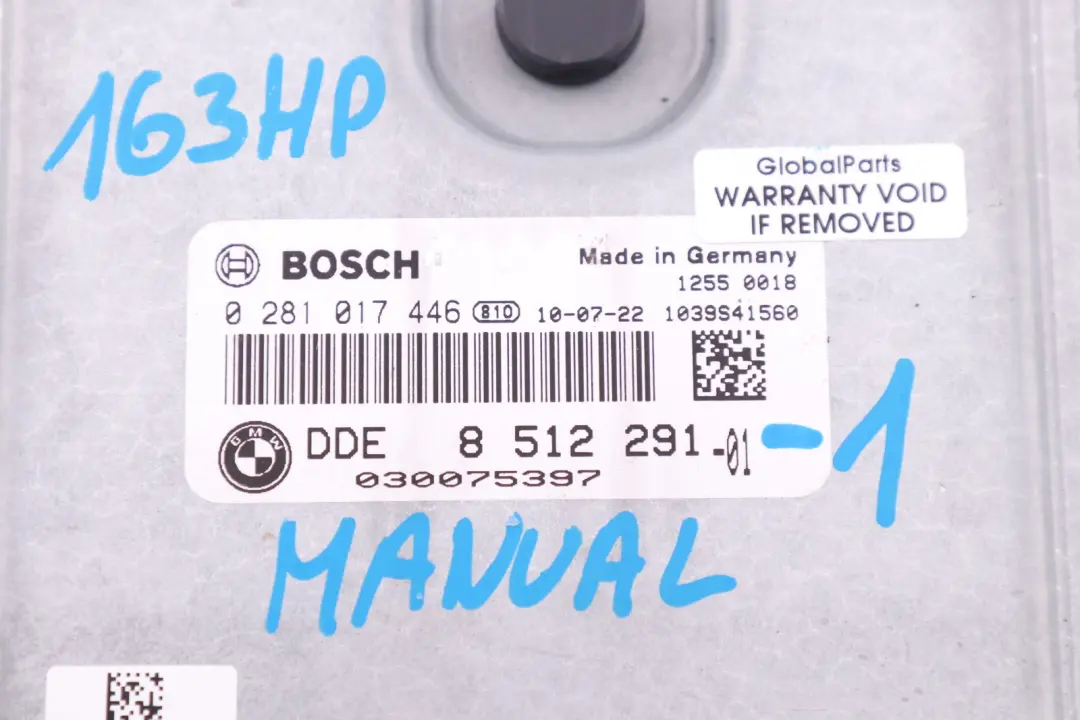 163HP
GlobalParts
WARRANTY VOID
IF REMOVED
BOSCH
Made in Germany
1255 0018
0 281 017 446 810 10-07-22 1039S41560
BMW
DDE 8 512 291-01 -1
030075397
MANUAL